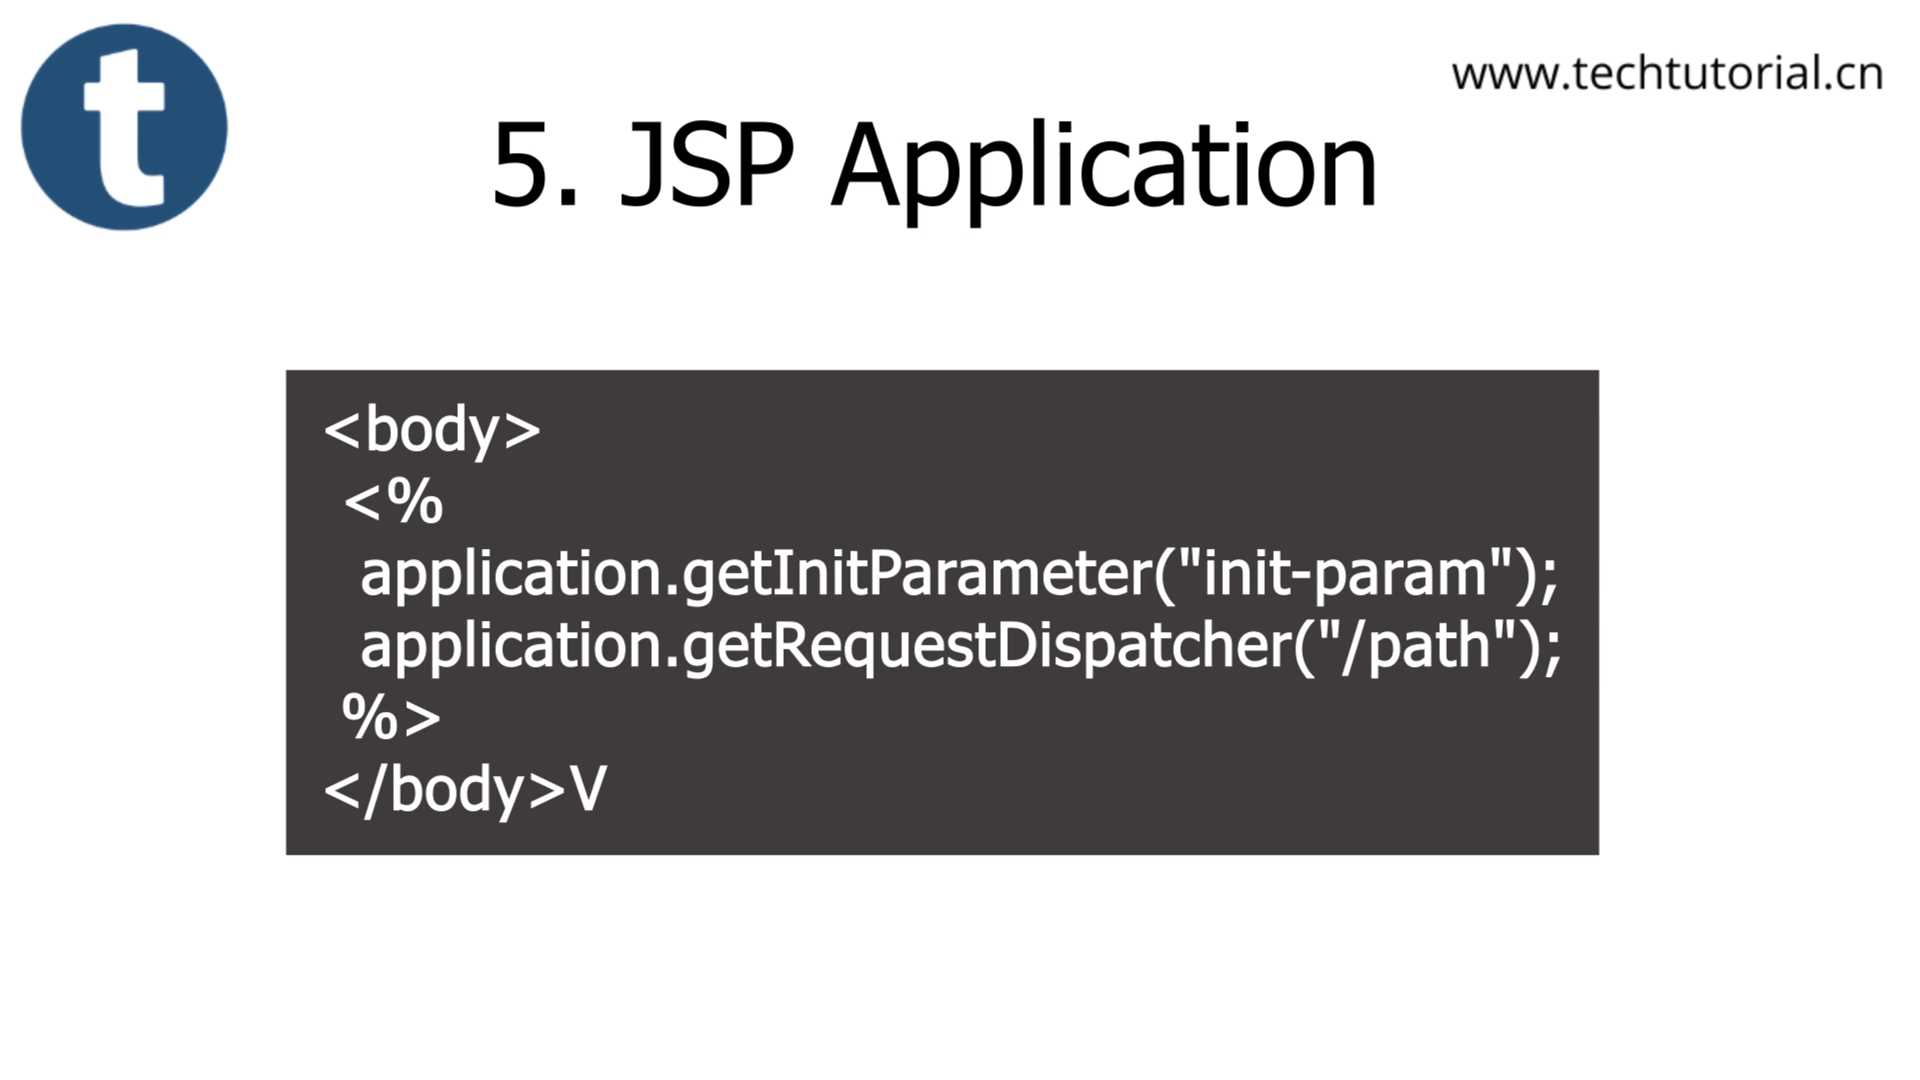 t
www.techtutorial.cn
5. JSP Application
<body>
<%
application.getInitParameter("init-param");
application.getRequestDispatcher("/path");
%>
</body>V